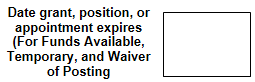 Date grant, position, or
appointment expires
(For Funds Available,
Temporary, and Waiver
of Posting